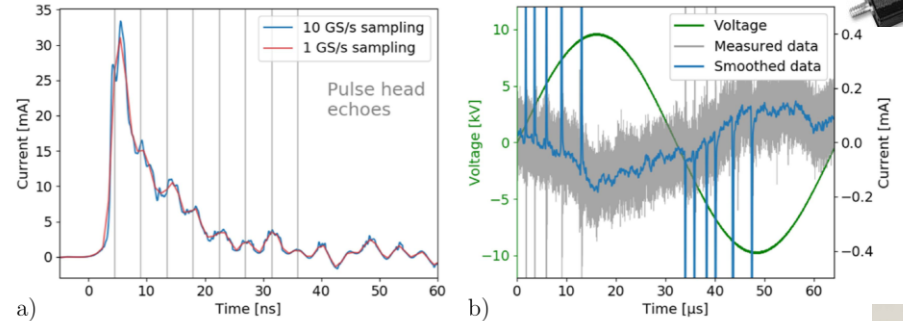 35
30
25
20
15
10
5
0
Current [mA]
10 GS/s sampling
1 GS/s sampling
Pulse head
echoes
0 10 20 30 40 50 60
Time [ns]
a)
10
5
0
−5
−10
Voltage [kV]
Voltage
Measured data
Smoothed data
0.4
0.2
0.0
−0.2
−0.4
Current [mA]
0 10 20 30 40 50 60
Time [µs]
b)